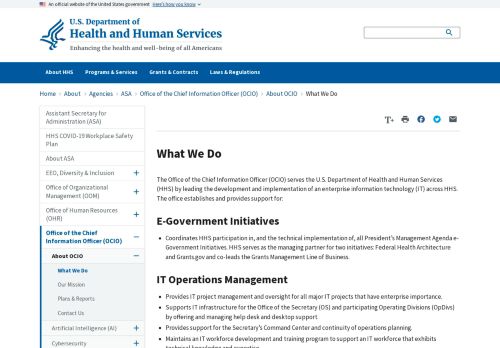 An official website of the United States government Here's how you know
U.S. Department of
Health and Human Services
Enhancing the health and well-being of all Americans
About HHS Programs & Services Grants & Contracts Laws & Regulations
Home > About > Agencies > ASA > Office of the Chief Information Officer (OCIO) > About OCIO > What We Do
T+
Assistant Secretary for
Administration (ASA)
HHS COVID-19 Workplace Safety
Plan
About ASA
EEO, Diversity & Inclusion
Office of Organizational
Management (OOM)
Office of Human Resources
(OHR)
Office of the Chief
Information Officer (OCIO)
About OCIO
What We Do
Our Mission
Plans & Reports
Contact Us
Artificial Intelligence (AI)
Cybersecurity
What We Do
The Office of the Chief Information Officer (OCIO) serves the U.S. Department of Health and Human Services
(HHS) by leading the development and implementation of an enterprise information technology (IT) across HHS.
The office establishes and provides support for:
E-Government Initiatives
• Coordinates HHS participation in, and the technical implementation of, all President's Management Agenda e-
Government Initiatives. HHS serves as the managing partner for two initiatives: Federal Health Architecture
and Grants.gov and co-leads the Grants Management Line of Business.
IT Operations Management
• Provides IT project management and oversight for all major IT projects that have enterprise importance.
• Supports IT infrastructure for the Office of the Secretary (OS) and participating Operating Divisions (OpDivs)
by offering and managing help desk and desktop support.
• Provides support for the Secretary's Command Center and continuity of operations planning.
• Maintains an IT workforce development and training program to support an IT workforce that exhibits